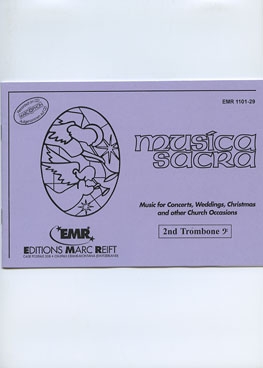 EMR 1101-29
musica
sacra
Music for Concerts, Weddings, Christmas
and other Church Occasions
2nd Trombone 𝄢
EMR
EDITIONS MARC REIFT